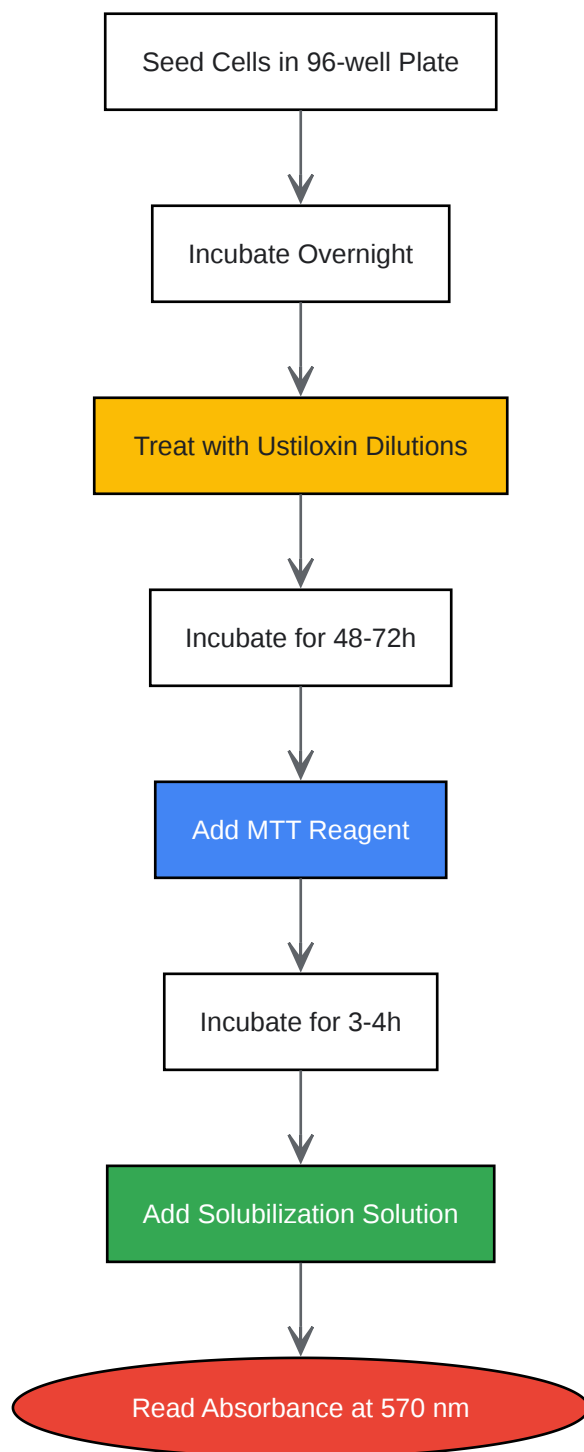 Seed Cells in 96-well Plate
Incubate Overnight
Treat with Ustiloxin Dilutions
Incubate for 48-72h
Add MTT Reagent
Incubate for 3-4h
Add Solubilization Solution
Read Absorbance at 570 nm